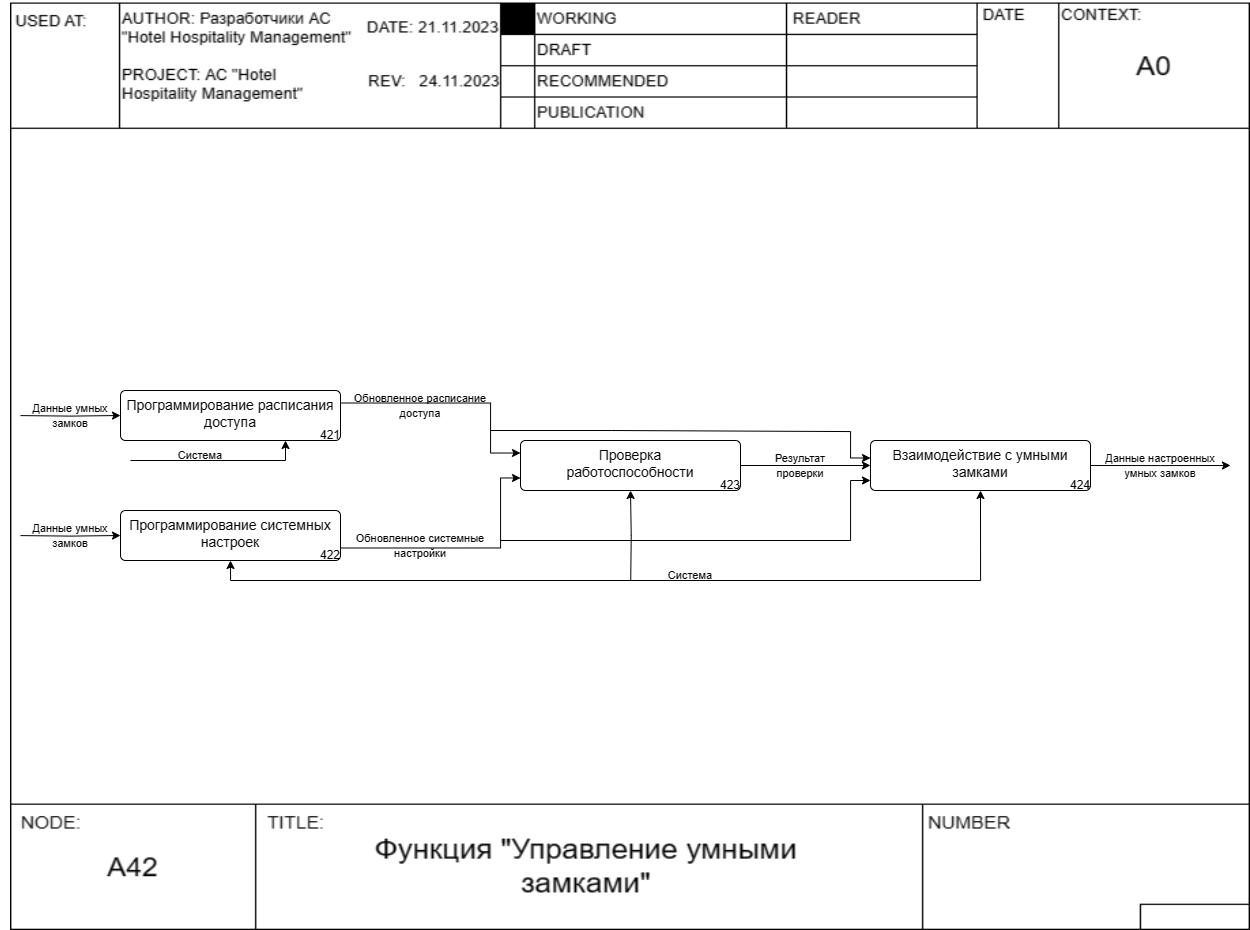 USED AT:
AUTHOR: Разработчики АС
"Hotel Hospitality Management"
DATE: 21.11.2023
PROJECT: АС "Hotel
Hospitality Management"
REV: 24.11.2023
WORKING
DRAFT
RECOMMENDED
PUBLICATION
READER
DATE
CONTEXT:
A0
Данные умных
замков
Программирование расписания
доступа
421
Система
Обновленное расписание
доступа
Данные умных
замков
Программирование системных
настроек
422
Обновленное системные
настройки
Проверка
работоспособности
423
Результат
проверки
Взаимодействие с умными
замками
424
Данные настроенных
умных замков
Система
NODE:
A42
TITLE:
Функция "Управление умными
замками"
NUMBER